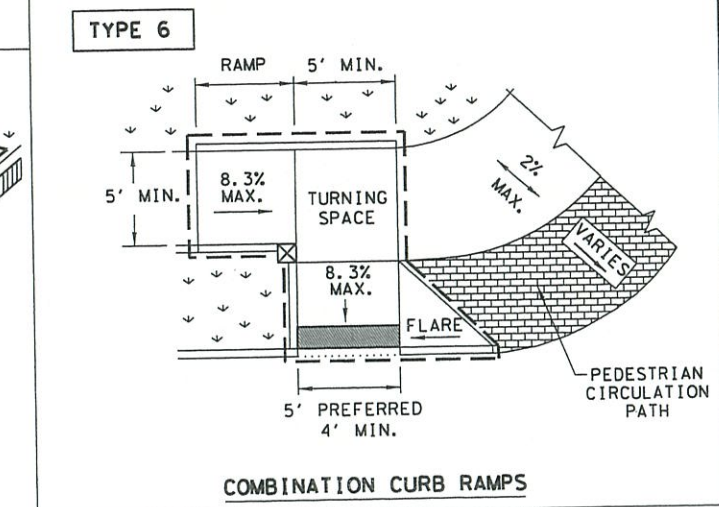 TYPE 6
RAMP
5' MIN.
5' MIN.
8.3%
MAX.
TURNING
SPACE
2%
MAX.
VARIES
8.3%
MAX.
FLARE
5' PREFERRED
4' MIN.
PEDESTRIAN
CIRCULATION
PATH
COMBINATION CURB RAMPS